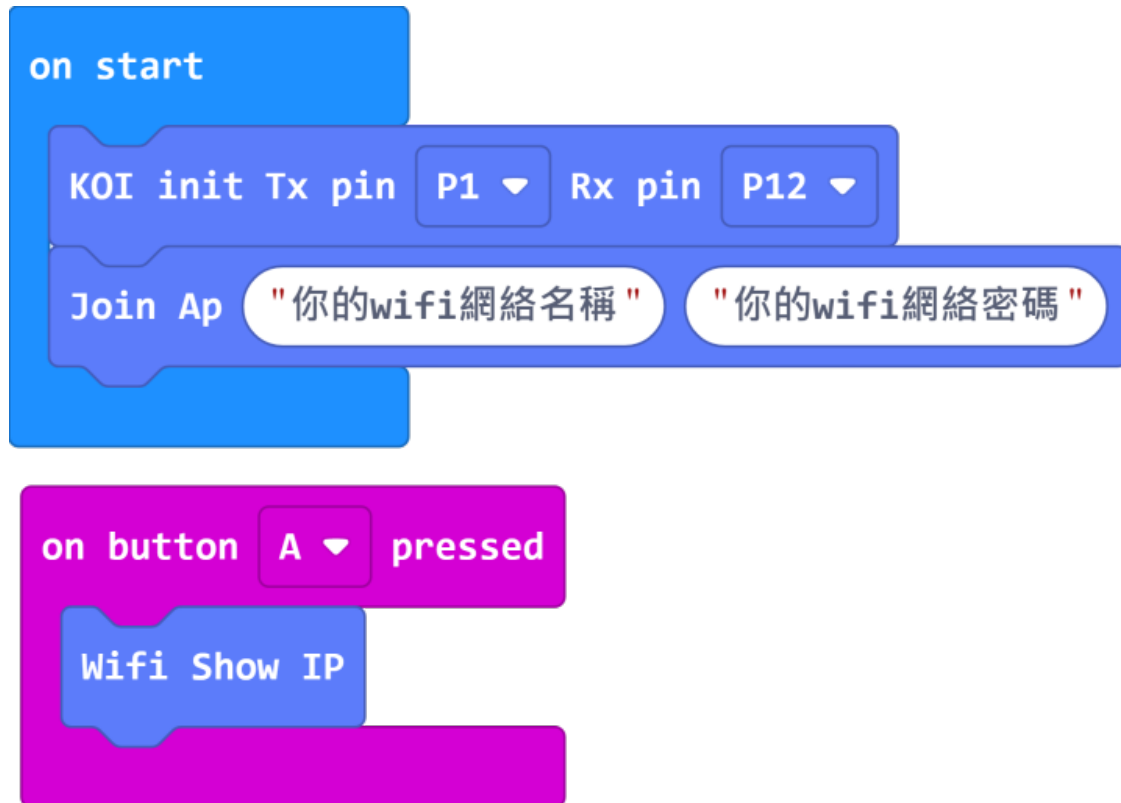 on start
KOI init Tx pin P1 Rx pin P12
Join Ap "你的wifi網絡名稱" "你的wifi網絡密碼"
on button A pressed
Wifi Show IP